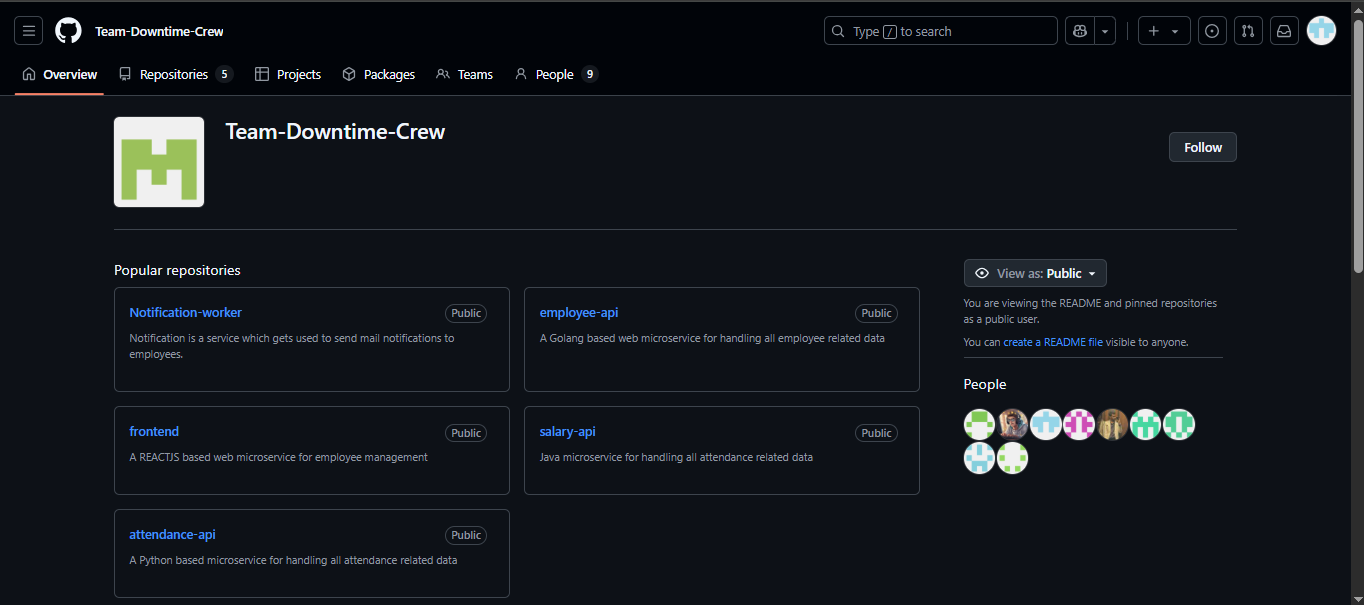 Team-Downtime-Crew
Type / to search
Overview
Repositories 5
Projects
Packages
Teams
People 9
Team-Downtime-Crew
Follow
Popular repositories
Notification-worker
Public
Notification is a service which gets used to send mail notifications to
employees.
employee-api
Public
A Golang based web microservice for handling all employee related data
frontend
Public
A REACTJS based web microservice for employee management
salary-api
Public
Java microservice for handling all attendance related data
attendance-api
Public
A Python based microservice for handling all attendance related data
View as: Public
You are viewing the README and pinned repositories
as a public user.
You can create a README file visible to anyone.
People